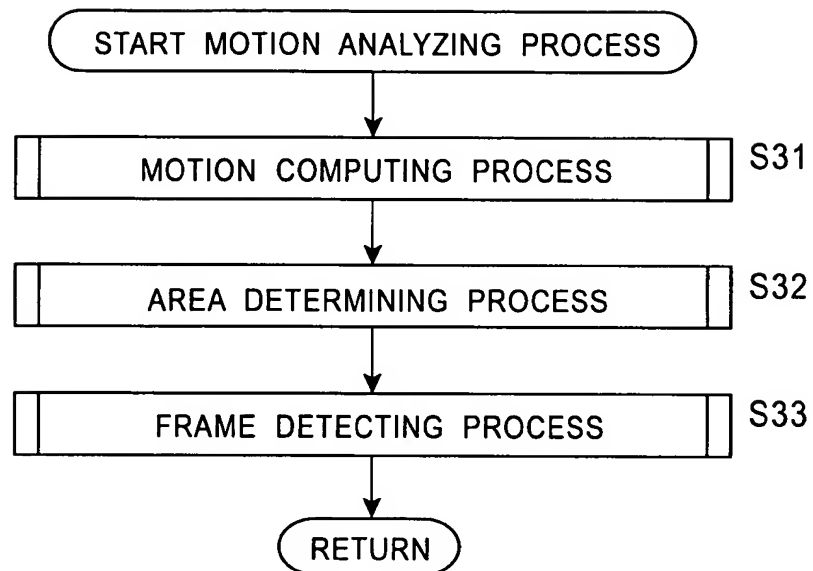 START MOTION ANALYZING PROCESS
MOTION COMPUTING PROCESS S31
AREA DETERMINING PROCESS S32
FRAME DETECTING PROCESS S33
RETURN